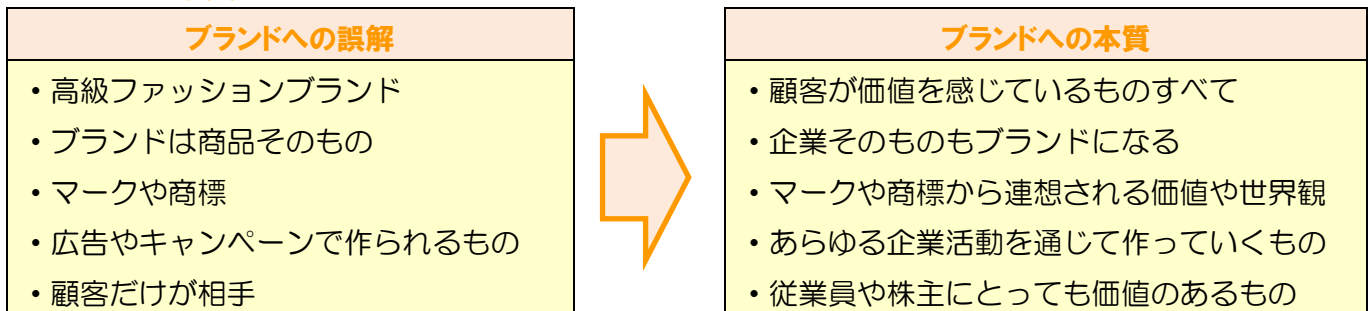 ブランドへの誤解
・高級ファッションブランド
・ブランドは商品そのもの
・マークや商標
・広告やキャンペーンで作られるもの
・顧客だけが相手
ブランドへの本質
・顧客が価値を感じているものすべて
・企業そのものもブランドになる
・マークや商標から連想される価値や世界観
・あらゆる企業活動を通じて作っていくもの
・従業員や株主にとっても価値のあるもの